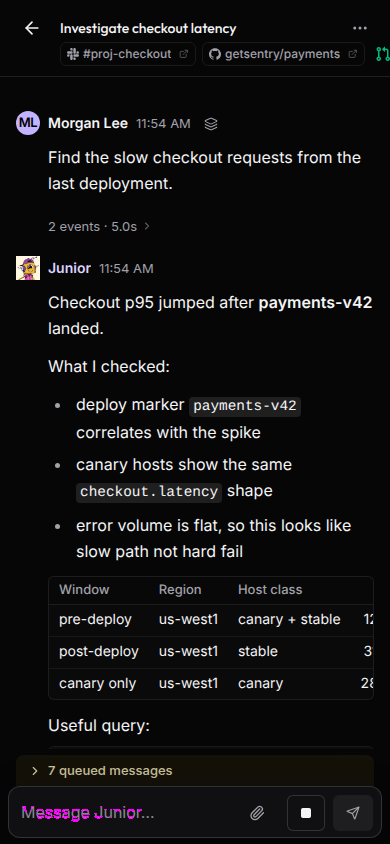 Investigate checkout latency
#proj-checkout getsentry/payments
ML Morgan Lee 11:54 AM
Find the slow checkout requests from the
last deployment.
2 events · 5.0s
Junior 11:54 AM
Checkout p95 jumped after payments-v42
landed.
What I checked:
deploy marker payments-v42
correlates with the spike
canary hosts show the same
checkout.latency shape
error volume is flat, so this looks like
slow path not hard fail
Window Region Host class
pre-deploy us-west1 canary + stable
post-deploy us-west1 stable
canary only us-west1 canary
Useful query:
7 queued messages
Message Junior...